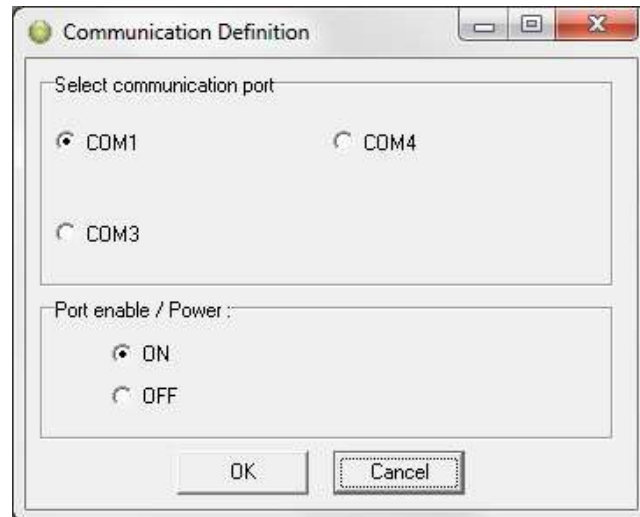 Communication Definition
Select communication port
COM1 COM4
COM3
Port enable / Power :
ON
OFF
OK Cancel